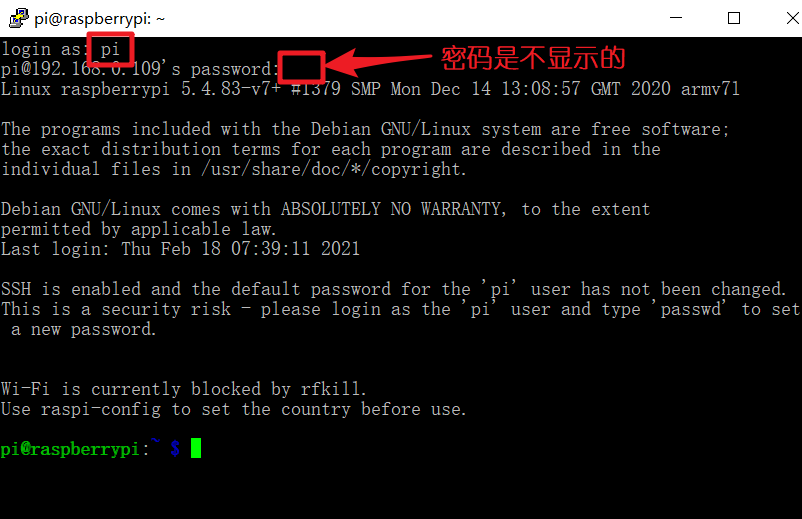 pi@raspberrypi: ~
login as: pi
pi@192.168.0.109's password: 密码是不显示的
Linux raspberrypi 5.4.83-v7+ #1379 SMP Mon Dec 14 13:08:57 GMT 2020 armv7l
The programs included with the Debian GNU/Linux system are free software;
the exact distribution terms for each program are described in the
individual files in /usr/share/doc/*/copyright.
Debian GNU/Linux comes with ABSOLUTELY NO WARRANTY, to the extent
permitted by applicable law.
Last login: Thu Feb 18 07:39:11 2021
SSH is enabled and the default password for the 'pi' user has not been changed.
This is a security risk - please login as the 'pi' user and type 'passwd' to set
a new password.
Wi-Fi is currently blocked by rfkill.
Use raspi-config to set the country before use.
pi@raspberrypi:~ $